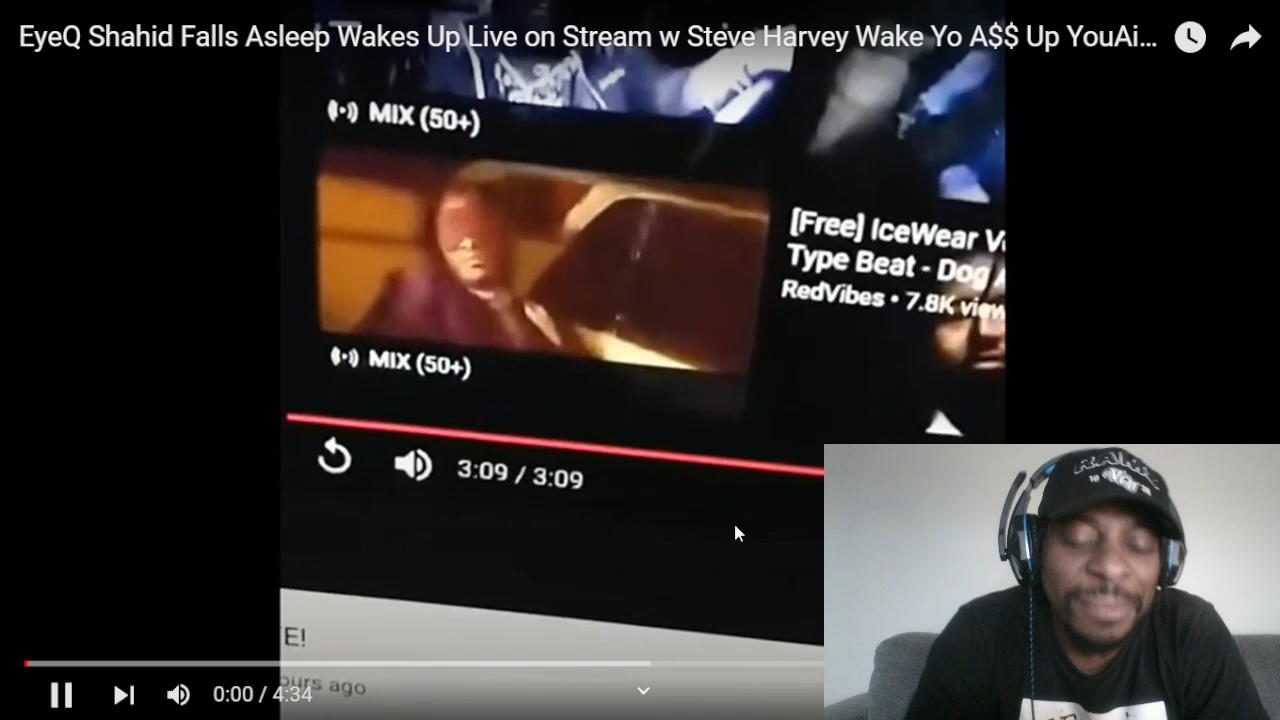 EyeQ Shahid Falls Asleep Wakes Up Live on Stream w Steve Harvey Wake Yo A$$ Up YouAi...
MIX (50+)
[Free] IceWear
Type Beat - Dog
RedVibes • 7.8K view
MIX (50+)
3:09 / 3:09
E!
ours ago
0:00 / 4:34